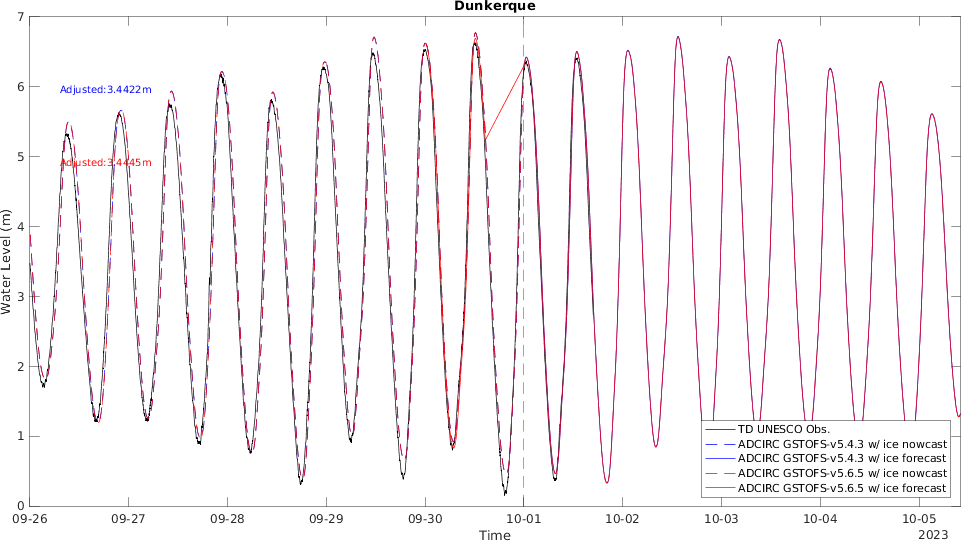 Dunkerque
7
6
5
4
3
2
1
0
Water Level (m)
Adjusted:3.4422m
Adjusted:3.4445m
TD UNESCO Obs.
ADCIRC GSTOFS-v5.4.3 w/ ice nowcast
ADCIRC GSTOFS-v5.4.3 w/ ice forecast
ADCIRC GSTOFS-v5.6.5 w/ ice nowcast
ADCIRC GSTOFS-v5.6.5 w/ ice forecast
09-26 09-27 09-28 09-29 09-30 10-01 10-02 10-03 10-04 10-05
Time
2023